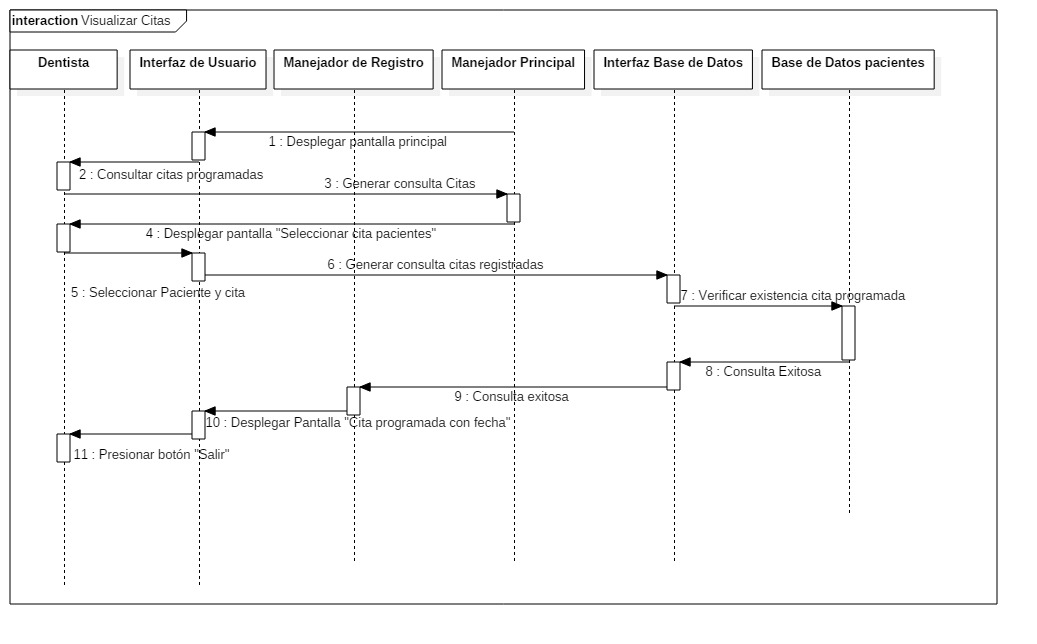 interaction Visualizar Citas
Dentista
Interfaz de Usuario
Manejador de Registro
Manejador Principal
Interfaz Base de Datos
Base de Datos pacientes
1 : Desplegar pantalla principal
2 : Consultar citas programadas
3 : Generar consulta Citas
4 : Desplegar pantalla "Seleccionar cita pacientes"
5 : Seleccionar Paciente y cita
6 : Generar consulta citas registradas
7 : Verificar existencia cita programada
8 : Consulta Exitosa
9 : Consulta exitosa
10 : Desplegar Pantalla "Cita programada con fecha"
11 : Presionar botón "Salir"